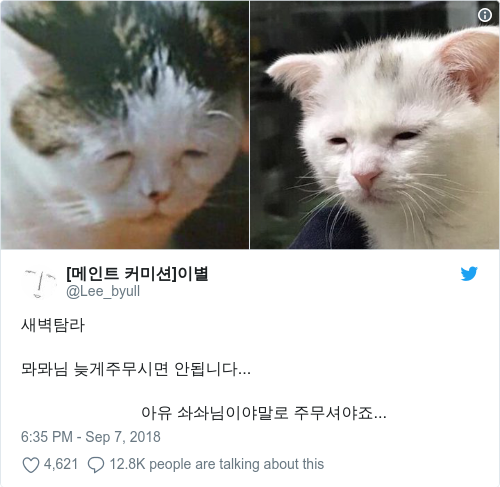 [메인트 커미션]이별
@Lee_byull
새벽탐라
뫄뫄님 늦게주무시면 안됩니다...
아유 솨솨님이야말로 주무셔야죠...
6:35 PM - Sep 7, 2018
4,621 12.8K people are talking about this